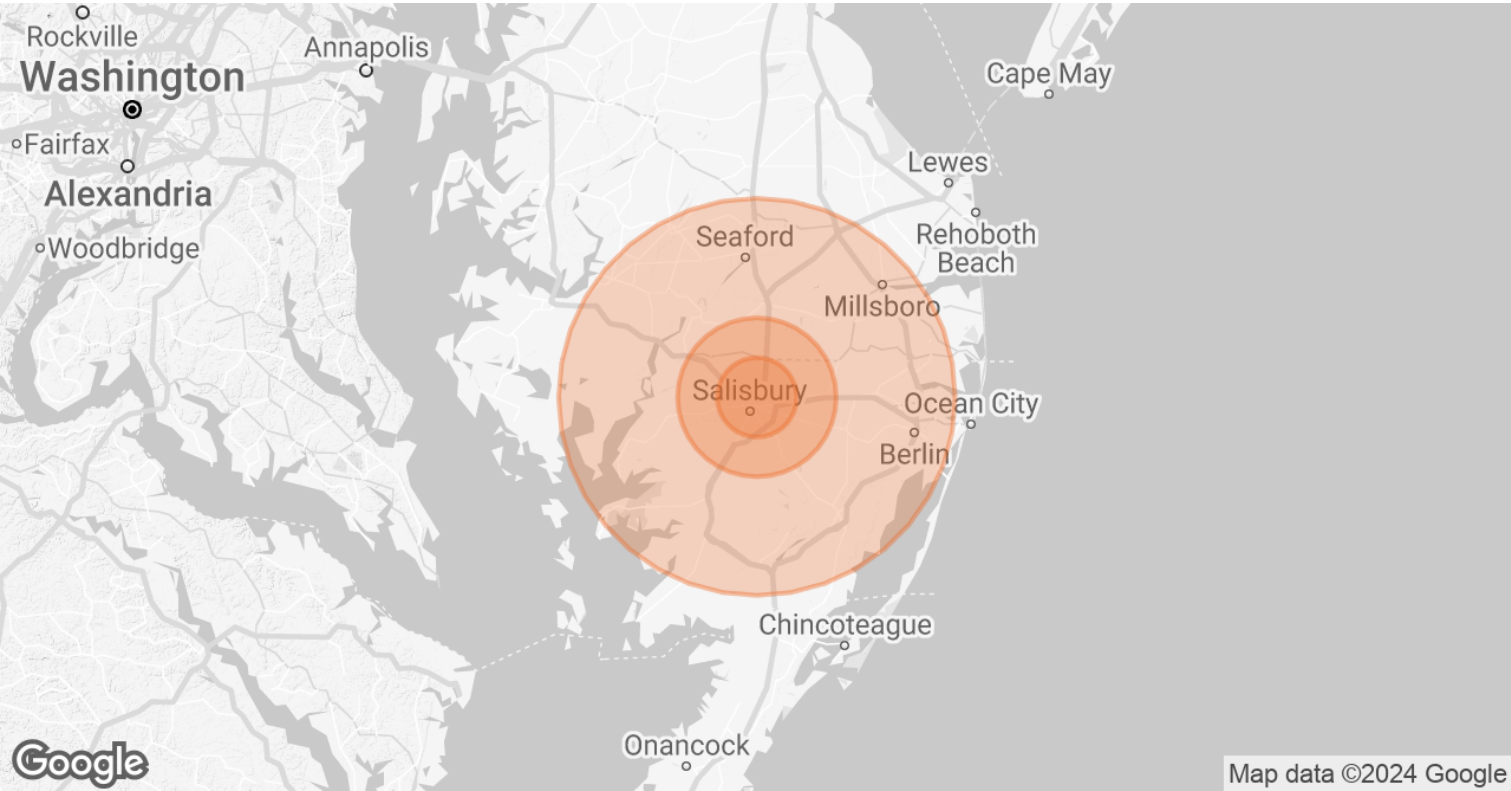 Rockville
Annapolis
Washington
Cape May
Fairfax
Lewes
Alexandria
Seaford
Rehoboth
Beach
Woodbridge
Millsboro
Salisbury
Ocean City
Berlin
Chincoteague
Onancock
Google
Map data ©2024 Google